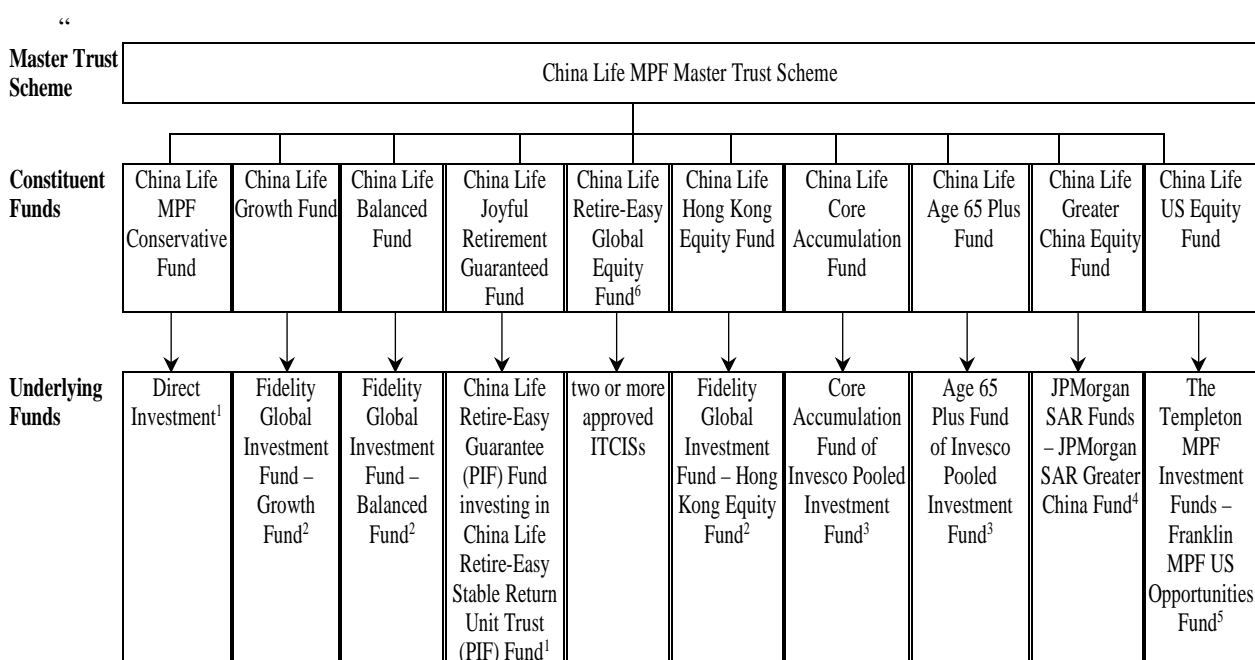 “
Master Trust
Scheme
China Life MPF Master Trust Scheme
Constituent
Funds
China Life
MPF
Conservative
Fund
China Life
Growth Fund
China Life
Balanced
Fund
China Life
Joyful
Retirement
Guaranteed
Fund
China Life
Retire-Easy
Global
Equity
Fund⁶
China Life
Hong Kong
Equity Fund
China Life
Core
Accumulation
Fund
China Life
Age 65 Plus
Fund
China Life
Greater
China Equity
Fund
China Life
US Equity
Fund
Underlying
Funds
Direct
Investment¹
Fidelity
Global
Investment
Fund –
Growth
Fund²
Fidelity
Global
Investment
Fund –
Balanced
Fund²
China Life
Retire-Easy
Guarantee
(PIF) Fund
investing in
China Life
Retire-Easy
Stable Return
Unit Trust
(PIF) Fund¹
two or more
approved
ITCISs
Fidelity
Global
Investment
Fund – Hong
Kong Equity
Fund²
Core
Accumulation
Fund of
Invesco Pooled
Investment
Fund³
Age 65
Plus Fund
of Invesco
Pooled
Investment
Fund³
JPMorgan
SAR Funds
– JPMorgan
SAR Greater
China Fund⁴
The
Templeton
MPF
Investment
Funds –
Franklin
MPF US
Opportunities
Fund⁵